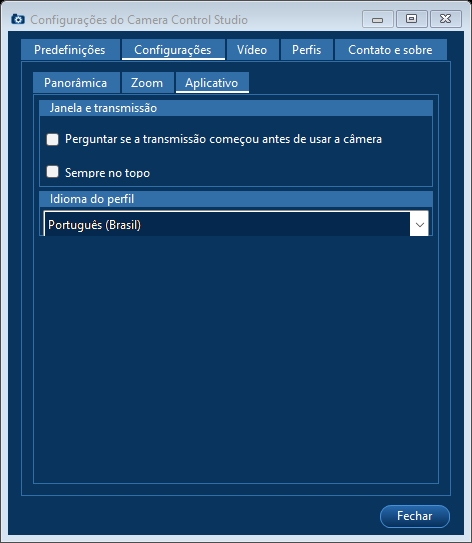 Configurações do Camera Control Studio
Predefinições Configurações Vídeo Perfis Contato e sobre
Panorâmica Zoom Aplicativo
Janela e transmissão
Perguntar se a transmissão começou antes de usar a câmera
Sempre no topo
Idioma do perfil
Português (Brasil)
Fechar